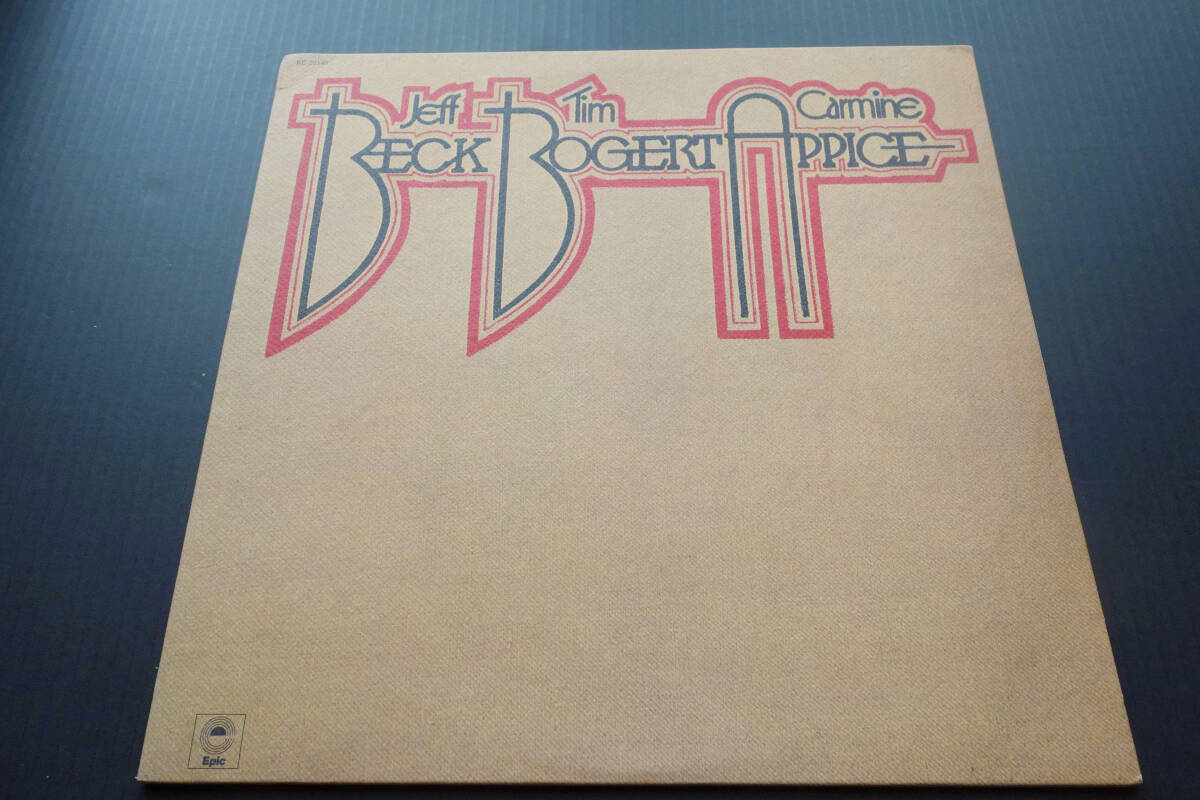 Jeff Tim Carmine
BECK BOGERT APPICE
Epic